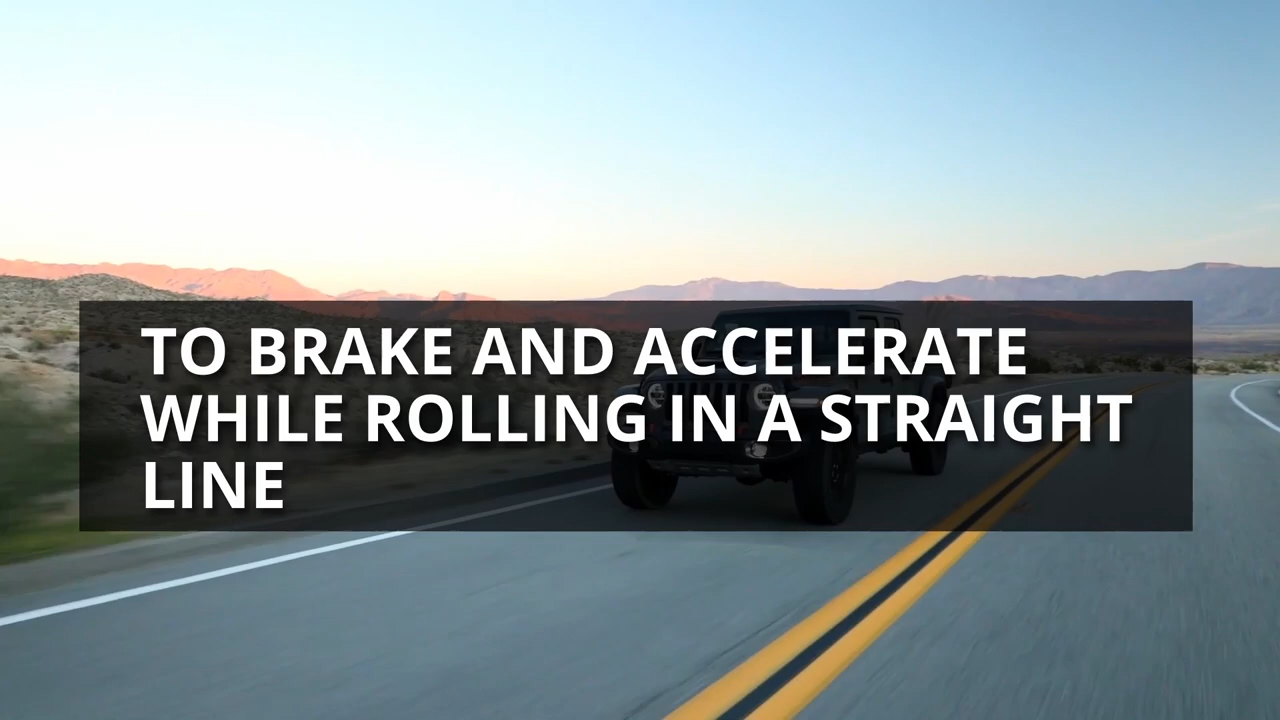 TO BRAKE AND ACCELERATE
WHILE ROLLING IN A STRAIGHT
LINE